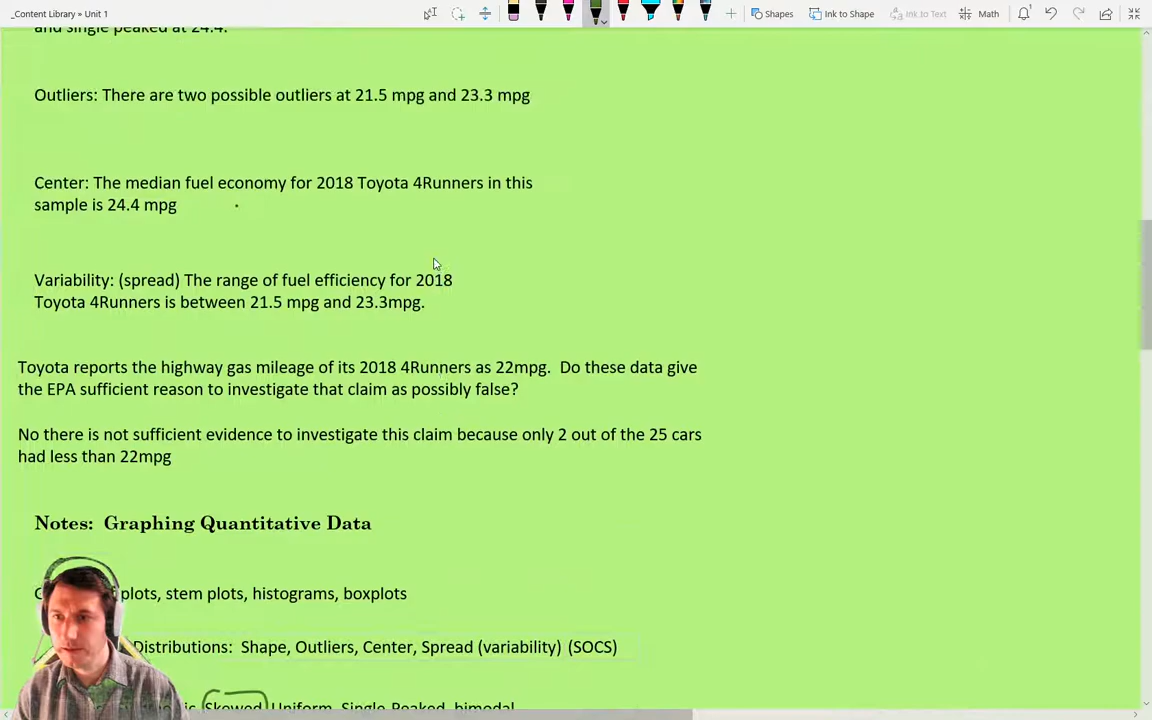 _Content Library » Unit 1
Shapes
Ink to Shape
Ink to Text
Math
and single peaked at 24.4.
Outliers: There are two possible outliers at 21.5 mpg and 23.3 mpg
Center: The median fuel economy for 2018 Toyota 4Runners in this
sample is 24.4 mpg
Variability: (spread) The range of fuel efficiency for 2018
Toyota 4Runners is between 21.5 mpg and 23.3mpg.
Toyota reports the highway gas mileage of its 2018 4Runners as 22mpg. Do these data give
the EPA sufficient reason to investigate that claim as possibly false?
No there is not sufficient evidence to investigate this claim because only 2 out of the 25 cars
had less than 22mpg
Notes: Graphing Quantitative Data
plots, stem plots, histograms, boxplots
Distributions: Shape, Outliers, Center, Spread (variability) (SOCS)
Skewed, Uniform, Single-Peaked, bimodal